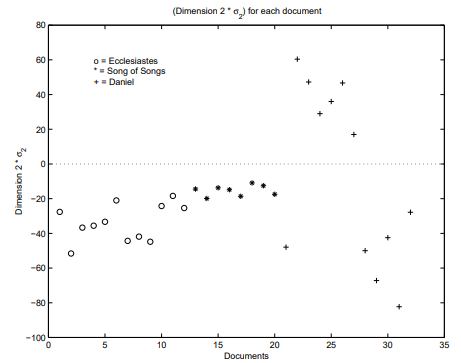 (Dimension 2 * σ2) for each document
80
60
40
20
0
−20
−40
−60
−80
−100
Dimension 2 * σ2
o = Ecclesiastes
* = Song of Songs
+ = Daniel
0 5 10 15 20 25 30 35
Documents